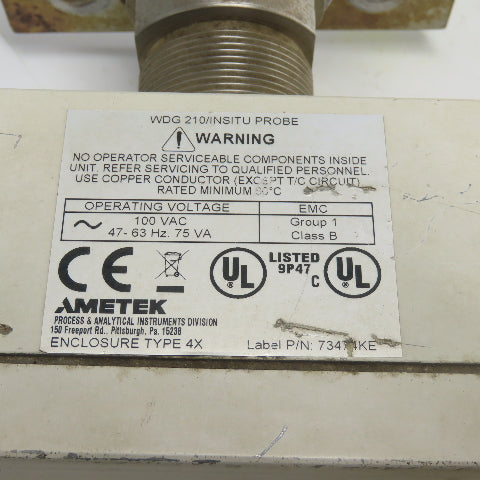 WDG 210/INSITU PROBE
WARNING
NO OPERATOR SERVICEABLE COMPONENTS INSIDE
UNIT, REFER SERVICING TO QUALIFIED PERSONNEL.
USE COPPER CONDUCTOR (EXCEPT T/C CIRCUIT)
RATED MINIMUM °C
OPERATING VOLTAGE EMC
100 VAC Group 1
47- 63 Hz. 75 VA Class B
CE UL LISTED UL
9P47
C
AMETEK
PROCESS & ANALYTICAL INSTRUMENTS DIVISION
150 Freeport Rd., Pittsburgh, Pa. 15238
ENCLOSURE TYPE 4X Label P/N: